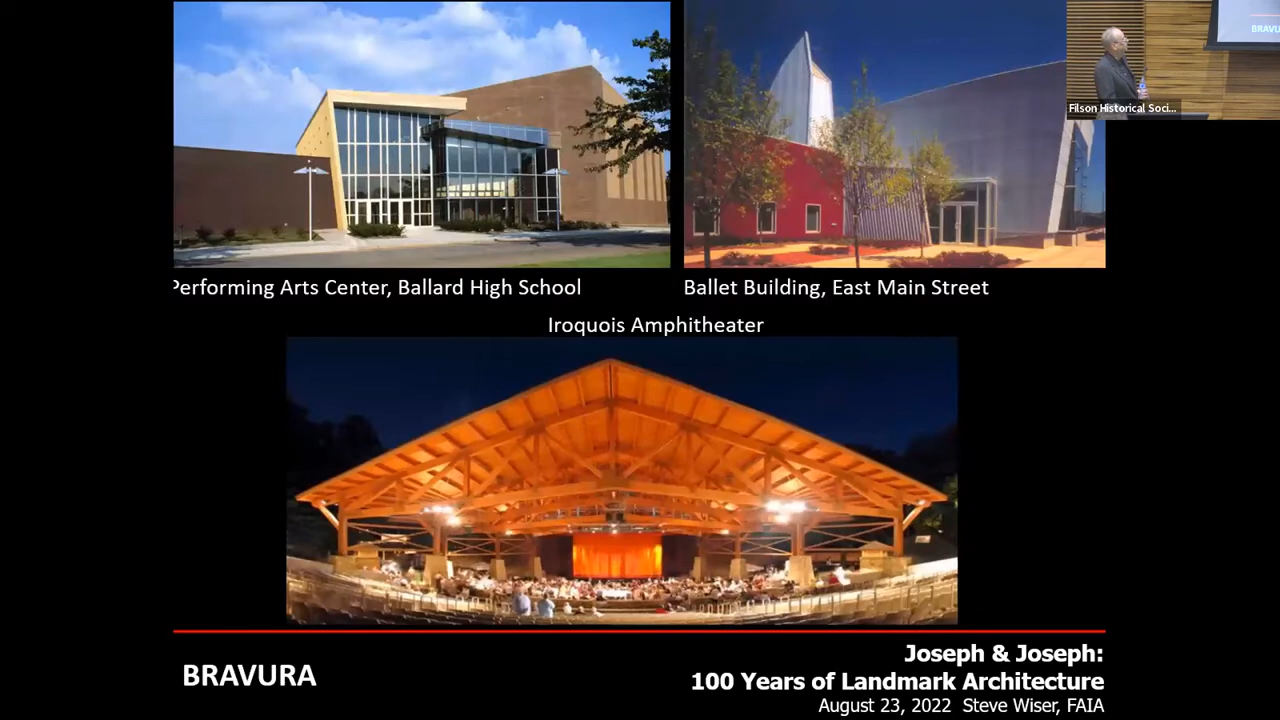 BRAVU
Filson Historical Soci...
Performing Arts Center, Ballard High School
Ballet Building, East Main Street
Iroquois Amphitheater
BRAVURA
Joseph & Joseph:
100 Years of Landmark Architecture
August 23, 2022 Steve Wiser, FAIA